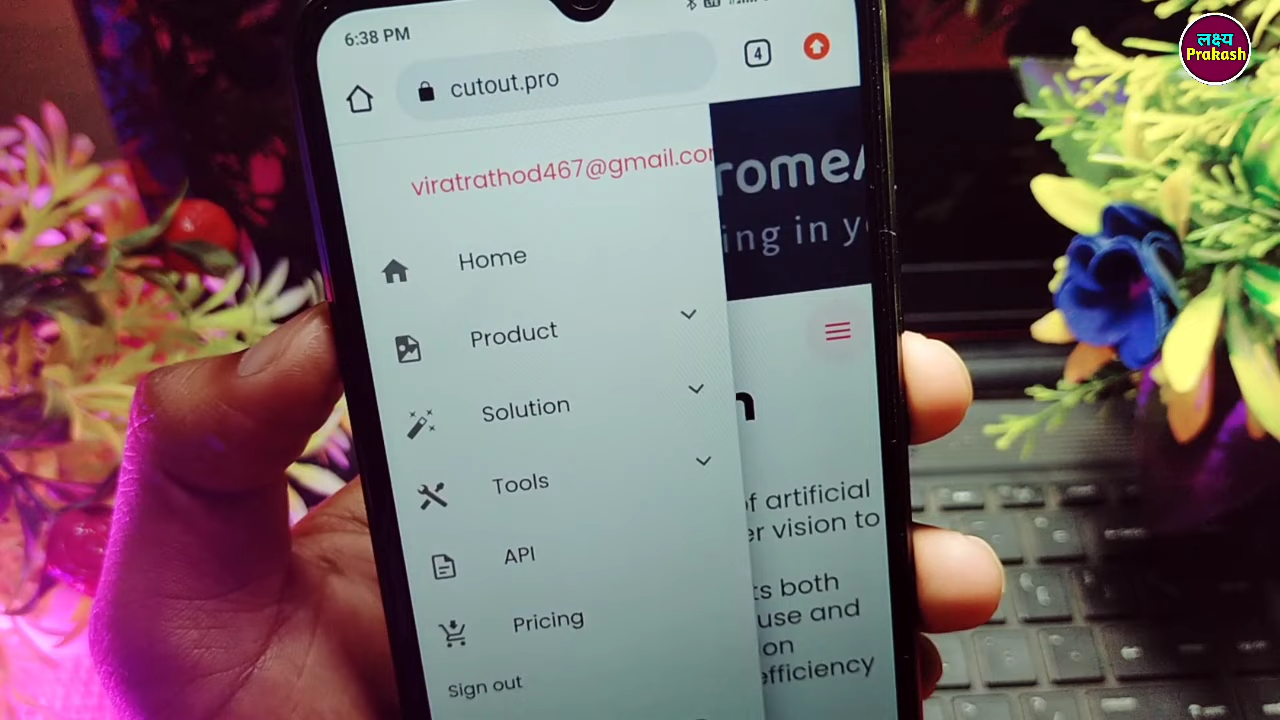 लक्ष्य
Prakash
6:38 PM
4
cutout.pro
viratrathod467@gmail.com
Home
Product
Solution
Tools
API
Pricing
Sign out
romeA
ing in y
n
f artificial
er vision to
ts both
use and
on
efficiency